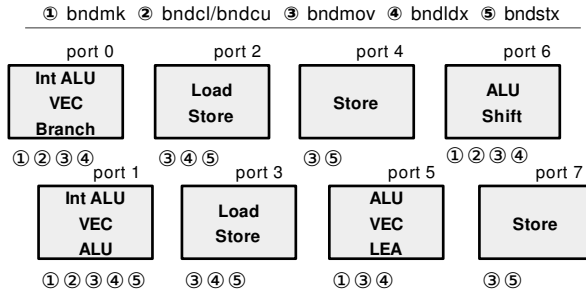 ① bndmk ② bndcl/bndcu ③ bndmov ④ bndldx ⑤ bndstx
port 0 port 2 port 4 port 6
Int ALU
VEC
Branch
Load
Store
Store
ALU
Shift
①②③④ ③④⑤ ③⑤ ①②③④
port 1 port 3 port 5 port 7
Int ALU
VEC
ALU
Load
Store
ALU
VEC
LEA
Store
①②③④⑤ ③④⑤ ①③④ ③⑤